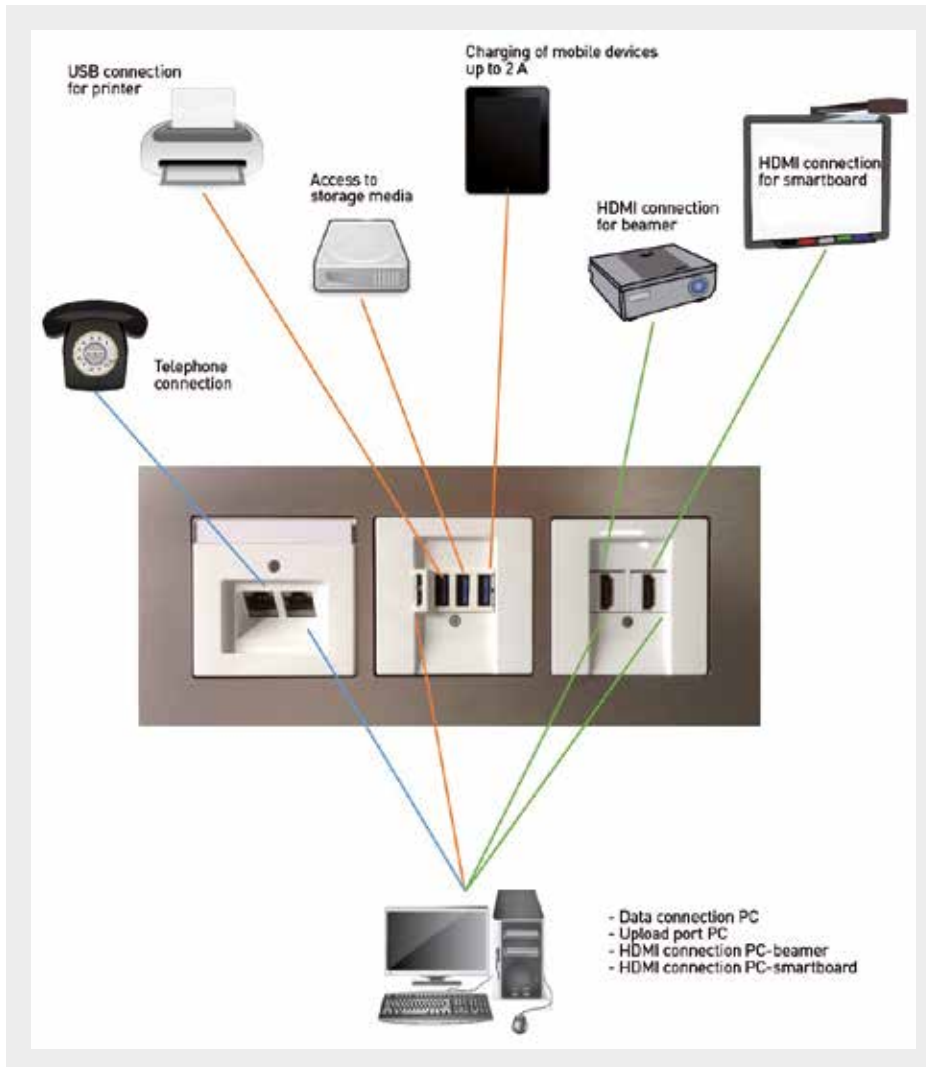 Charging of mobile devices
up to 2 A
USB connection
for printer
HDMI connection
for smartboard
Access to
storage media
HDMI connection
for beamer
Telephone
connection
- Data connection PC
- Upload port PC
- HDMI connection PC-beamer
- HDMI connection PC-smartboard